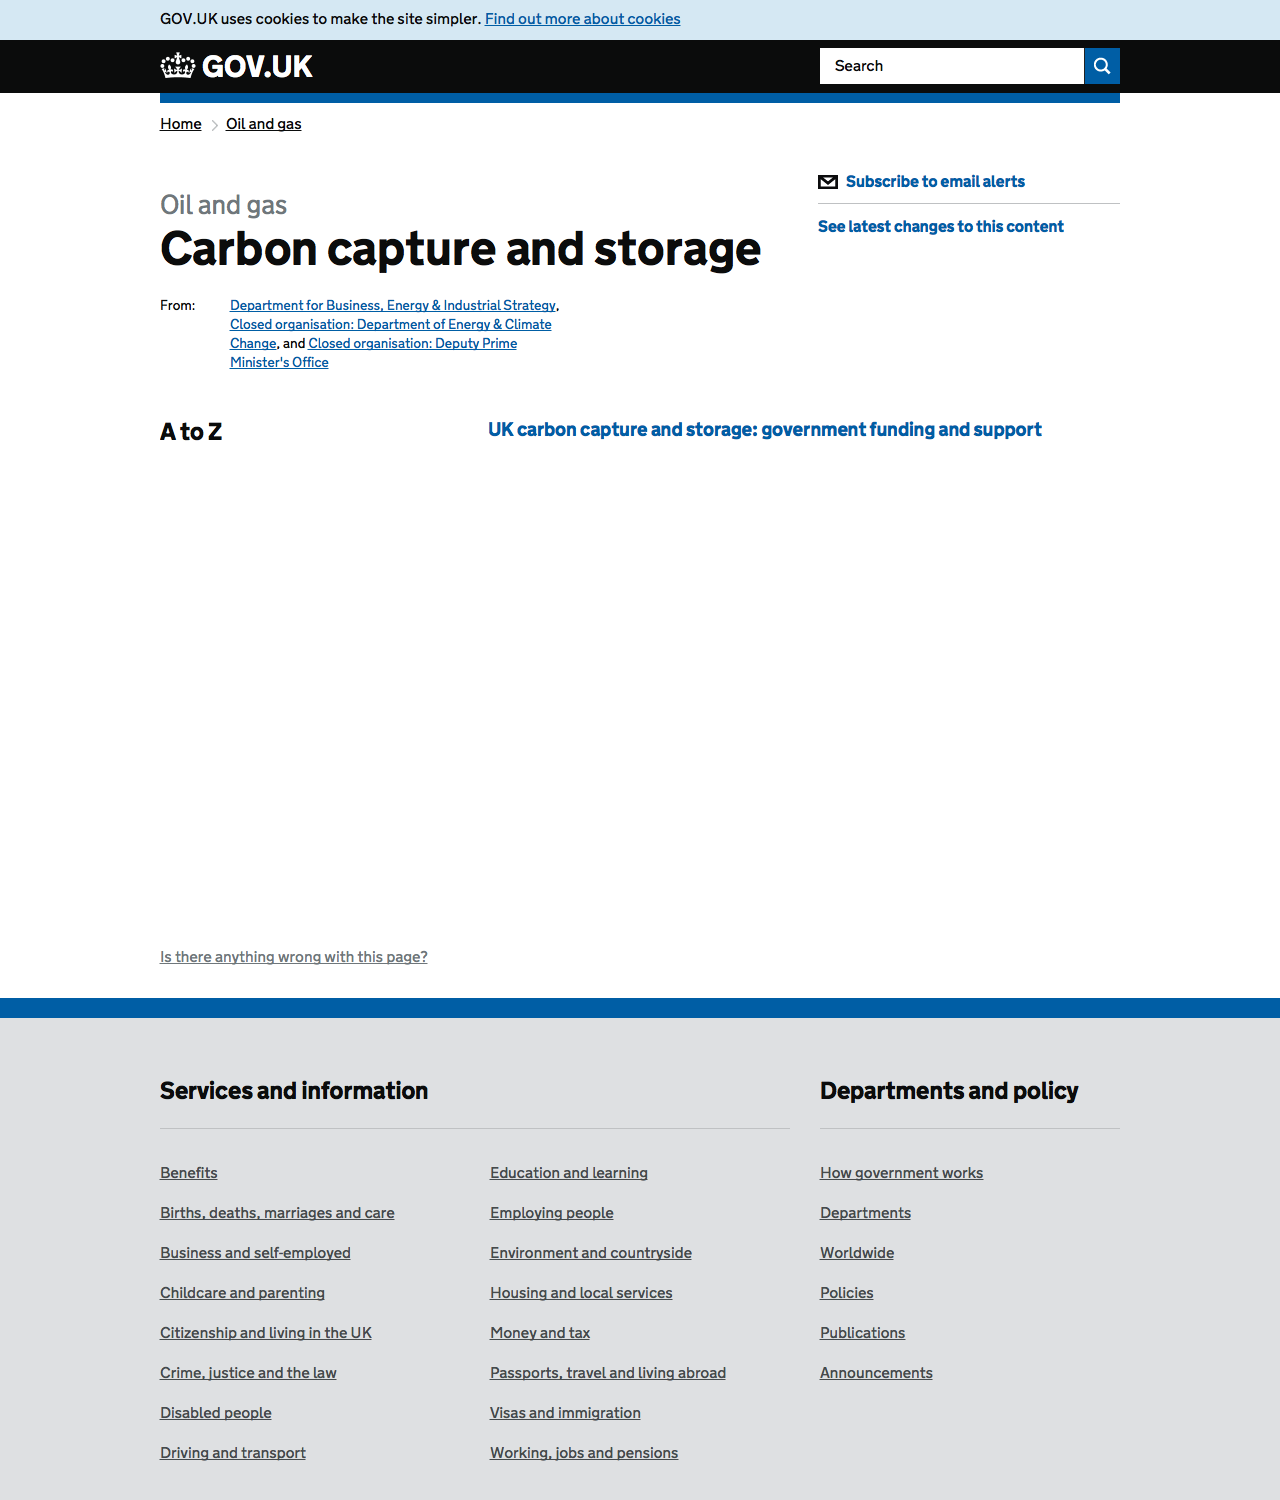 GOV.UK uses cookies to make the site simpler. Find out more about cookies
GOV.UK
Search
Home
Oil and gas
Subscribe to email alerts
See latest changes to this content
Oil and gas
Carbon capture and storage
From:
Department for Business, Energy & Industrial Strategy,
Closed organisation: Department of Energy & Climate
Change, and Closed organisation: Deputy Prime
Minister's Office
A to Z
UK carbon capture and storage: government funding and support
Is there anything wrong with this page?
Services and information
Benefits
Births, deaths, marriages and care
Business and self-employed
Childcare and parenting
Citizenship and living in the UK
Crime, justice and the law
Disabled people
Driving and transport
Education and learning
Employing people
Environment and countryside
Housing and local services
Money and tax
Passports, travel and living abroad
Visas and immigration
Working, jobs and pensions
Departments and policy
How government works
Departments
Worldwide
Policies
Publications
Announcements